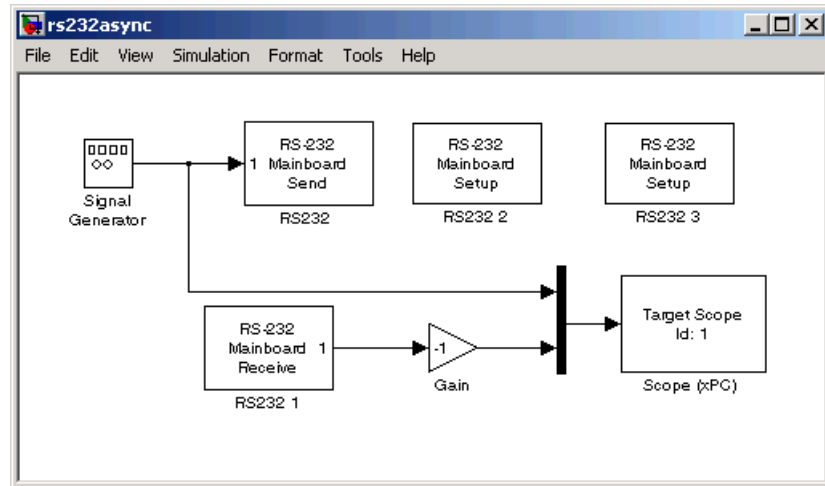 rs232async
File Edit View Simulation Format Tools Help
Signal
Generator
1
RS-232
Mainboard
Send
RS232
RS-232
Mainboard
Setup
RS232 2
RS-232
Mainboard
Setup
RS232 3
RS-232
Mainboard 1
Receive
RS232 1
-1
Gain
Target Scope
Id: 1
Scope (xPC)